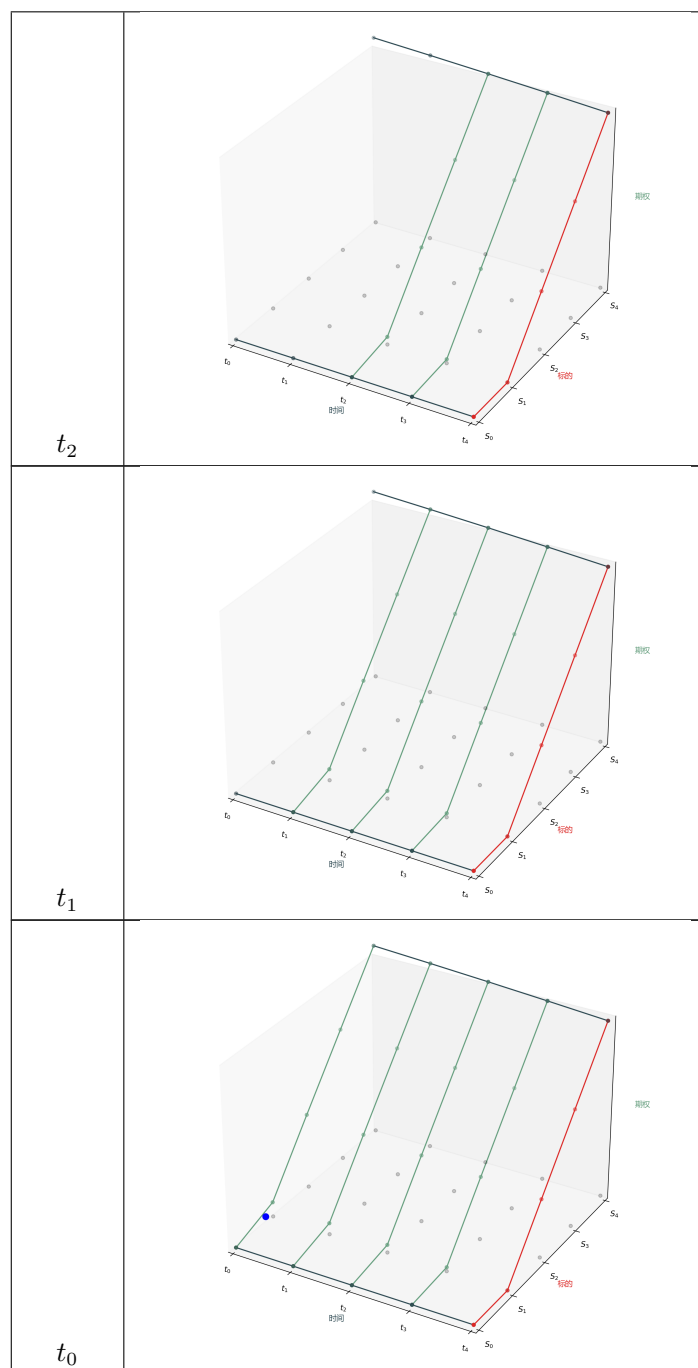 期权
t₀
t₁
t₂
t₃
t₄
时间
S₀
S₁
S₂
S₃
S₄
标的
t₂
期权
t₀
t₁
t₂
t₃
t₄
时间
S₀
S₁
S₂
S₃
S₄
标的
t₁
期权
t₀
t₁
t₂
t₃
t₄
时间
S₀
S₁
S₂
S₃
S₄
标的
t₀